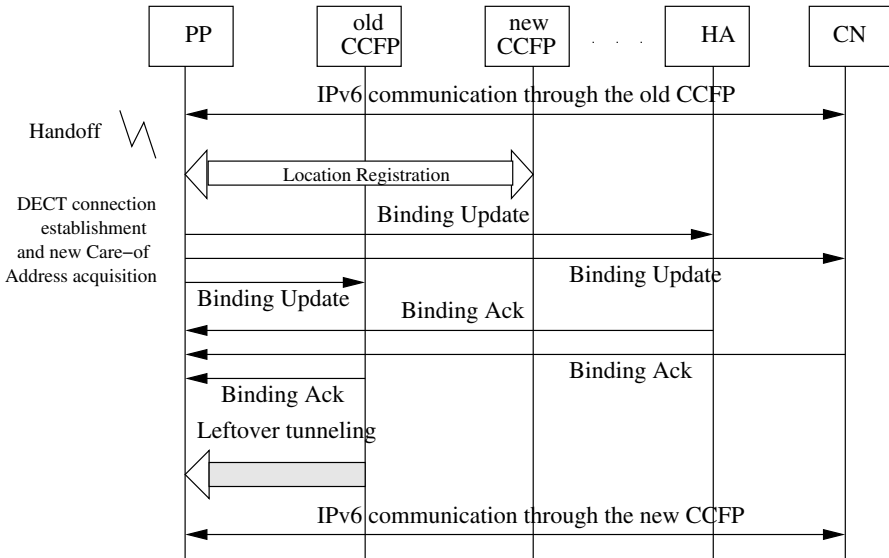 PP
old
CCFP
new
CCFP
. . . .
HA
CN
IPv6 communication through the old CCFP
Handoff
Location Registration
DECT connection
establishment
and new Care−of
Address acquisition
Binding Update
Binding Update
Binding Update
Binding Ack
Binding Ack
Binding Ack
Leftover tunneling
IPv6 communication through the new CCFP